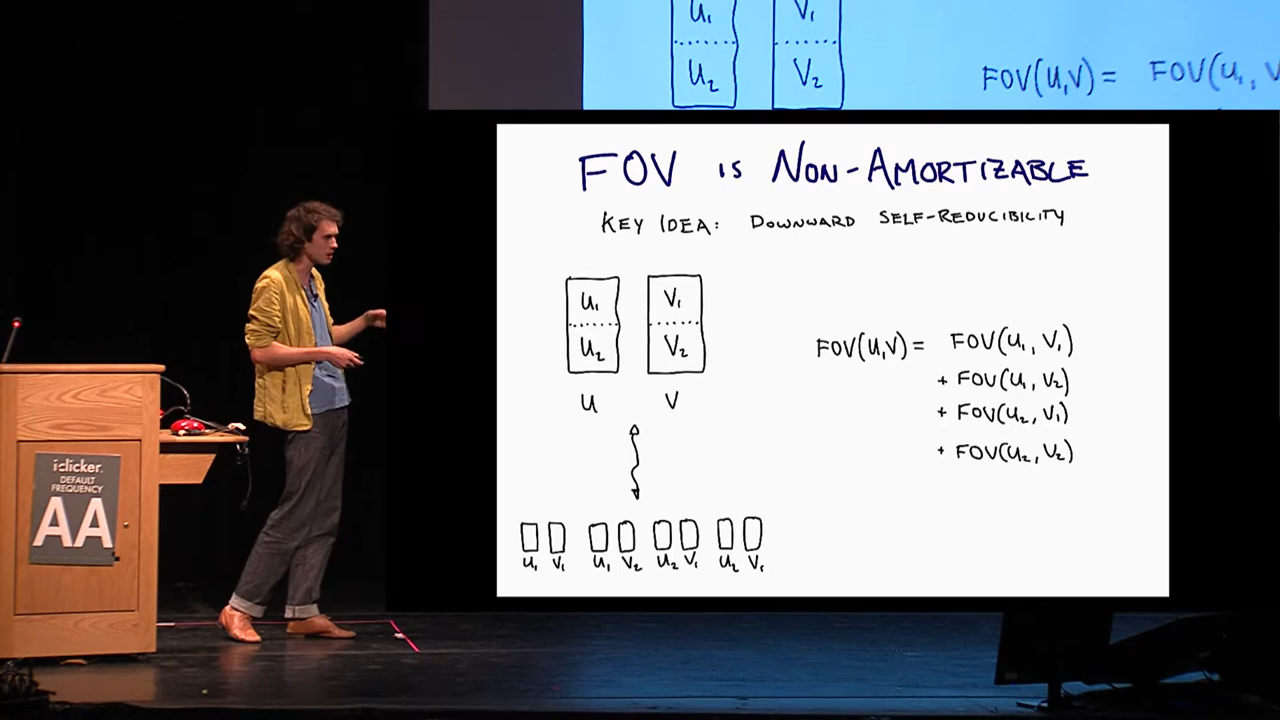 U₁ V₁
U₂ V₂
FOV(U,V) = FOV(U₁, V
FOV IS NON-AMORTIZABLE
KEY IDEA: DOWNWARD SELF-REDUCIBILITY
U₁ V₁
U₂ V₂
U V
FOV(U,V) = FOV(U₁, V₁)
+ FOV(U₁, V₂)
+ FOV(U₂, V₁)
+ FOV(U₂, V₂)
U₁ V₁ U₁ V₂ U₂ V₁ U₂ V₁
iclicker.
DEFAULT
FREQUENCY
AA